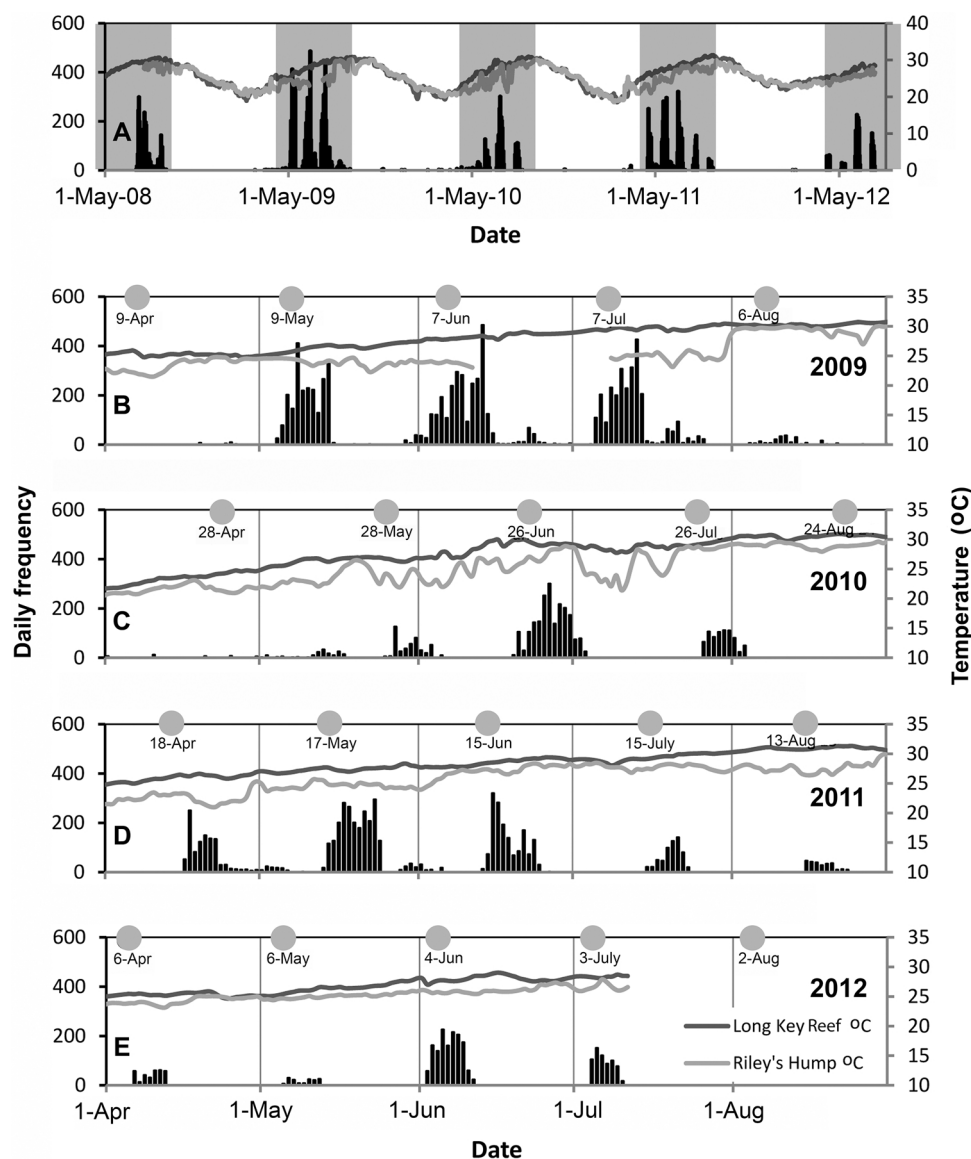 600 40
400 30
200 20
A 10
0 0
1-May-08 1-May-09 1-May-10 1-May-11 1-May-12
Date
Daily frequency
Temperature (ºC)
600 35
9-Apr 9-May 7-Jun 7-Jul 6-Aug
30
400 25
2009
20
200
B 15
0 10
600 35
28-Apr 28-May 26-Jun 26-Jul 24-Aug
30
400 25
2010
20
200
C 15
0 10
600 35
18-Apr 17-May 15-Jun 15-July 13-Aug
30
400 25
2011
20
200
D 15
0 10
600 35
6-Apr 6-May 4-Jun 3-July 2-Aug
30
400 25
2012
20
Long Key Reef ºC
200
E 15
Riley's Hump ºC
0 10
1-Apr 1-May 1-Jun 1-Jul 1-Aug
Date